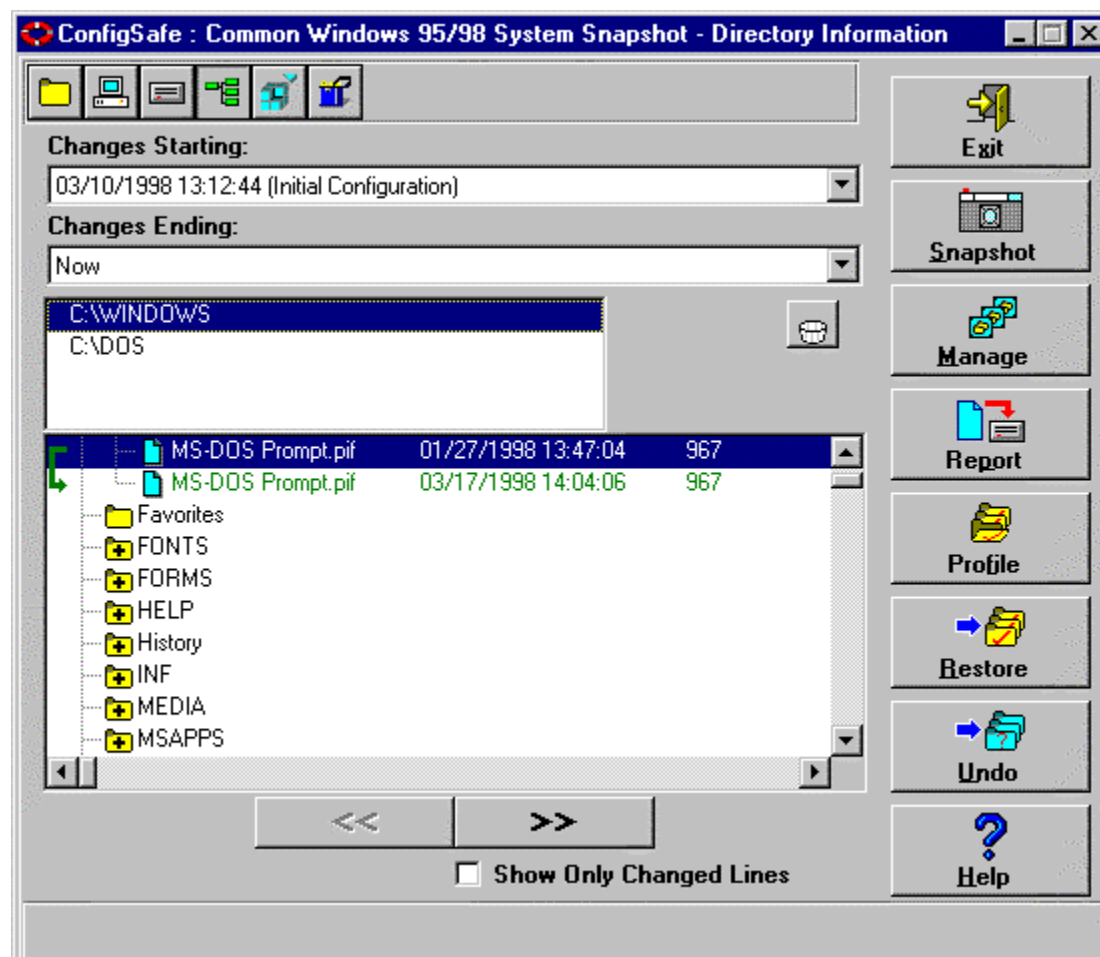 ConfigSafe : Common Windows 95/98 System Snapshot - Directory Information
Exit
Changes Starting:
03/10/1998 13:12:44 (Initial Configuration)
Changes Ending:
Snapshot
Now
C:\WINDOWS
C:\DOS
Manage
MS-DOS Prompt.pif 01/27/1998 13:47:04 967
Report
MS-DOS Prompt.pif 03/17/1998 14:04:06 967
Favorites
FONTS
Profile
FORMS
HELP
History
Restore
INF
MEDIA
MSAPPS
Undo
<< >>
Show Only Changed Lines
Help